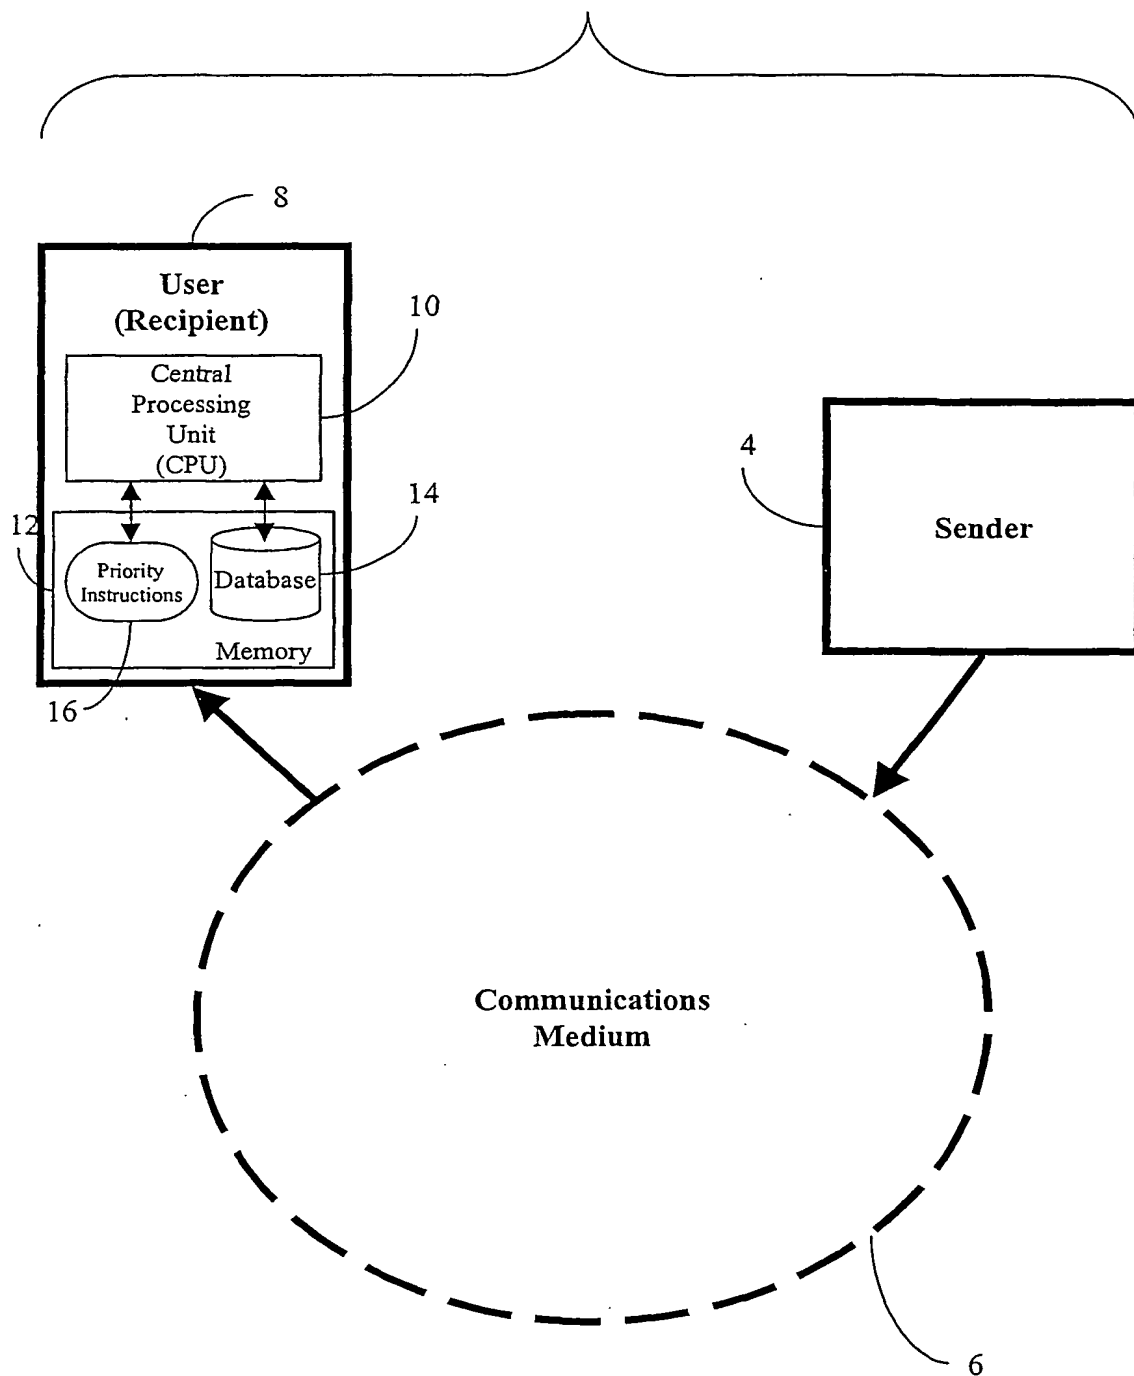 8
User
(Recipient)
10
Central
Processing
Unit
(CPU)
4
Sender
14
12
Priority
Instructions
Database
Memory
16
Communications
Medium
6